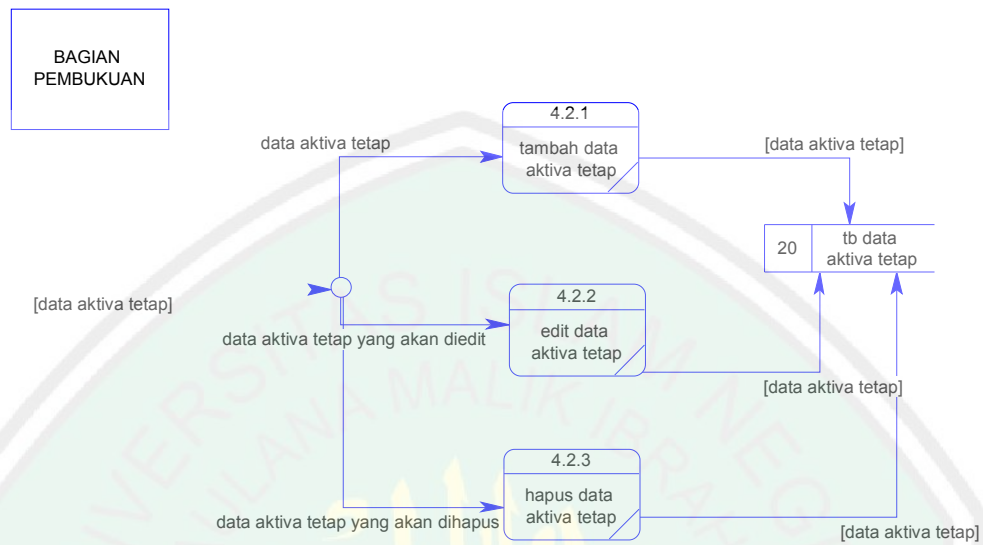 BAGIAN
PEMBUKUAN
4.2.1
data aktiva tetap
tambah data
aktiva tetap
[data aktiva tetap]
20
tb data
aktiva tetap
[data aktiva tetap]
4.2.2
data aktiva tetap yang akan diedit
edit data
aktiva tetap
[data aktiva tetap]
4.2.3
hapus data
aktiva tetap
data aktiva tetap yang akan dihapus
[data aktiva tetap]